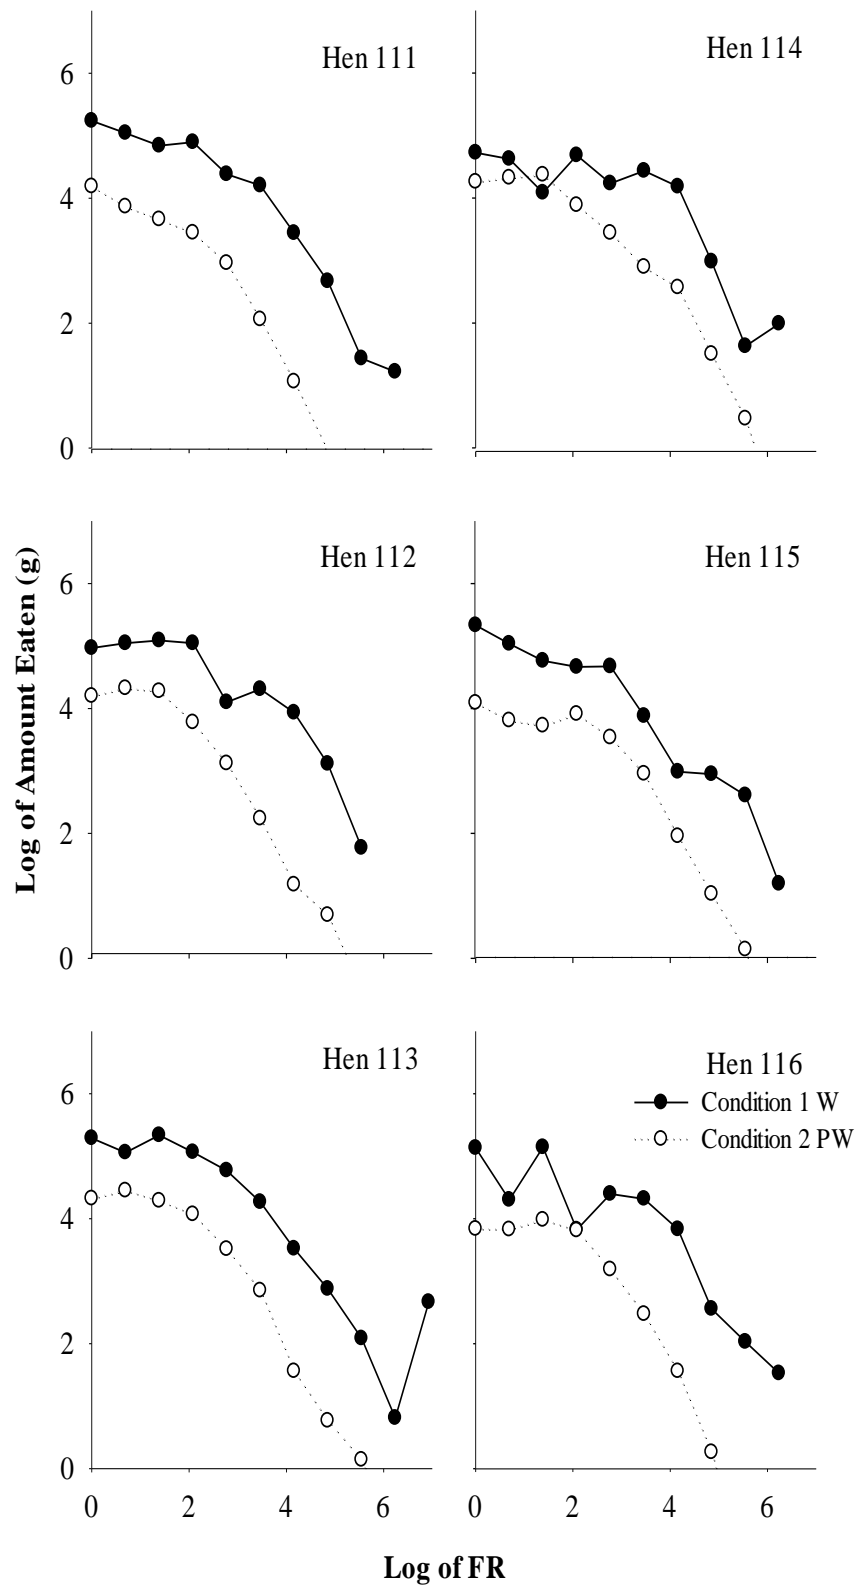 Hen 111
Hen 114
6
4
2
0
Hen 112
Hen 115
6
4
2
0
Log of Amount Eaten (g)
Hen 113
Hen 116
Condition 1 W
Condition 2 PW
6
4
2
0
0 2 4 6
0 2 4 6
Log of FR